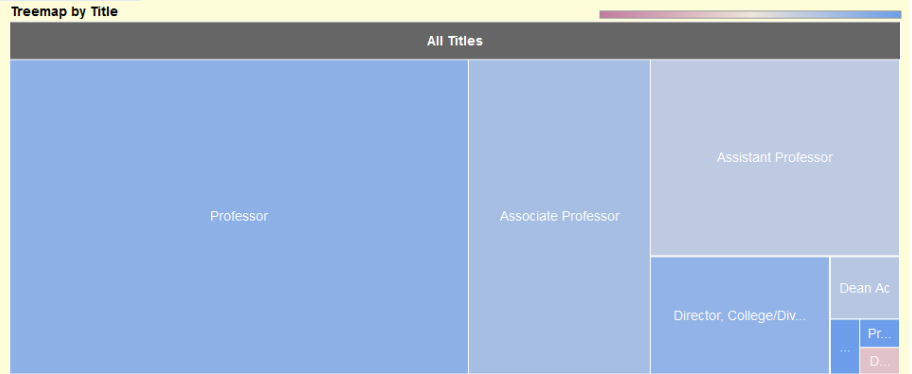 Treemap by Title
All Titles
Professor
Associate Professor
Assistant Professor
Director, College/Div...
Dean Ac
...
Pr...
D...